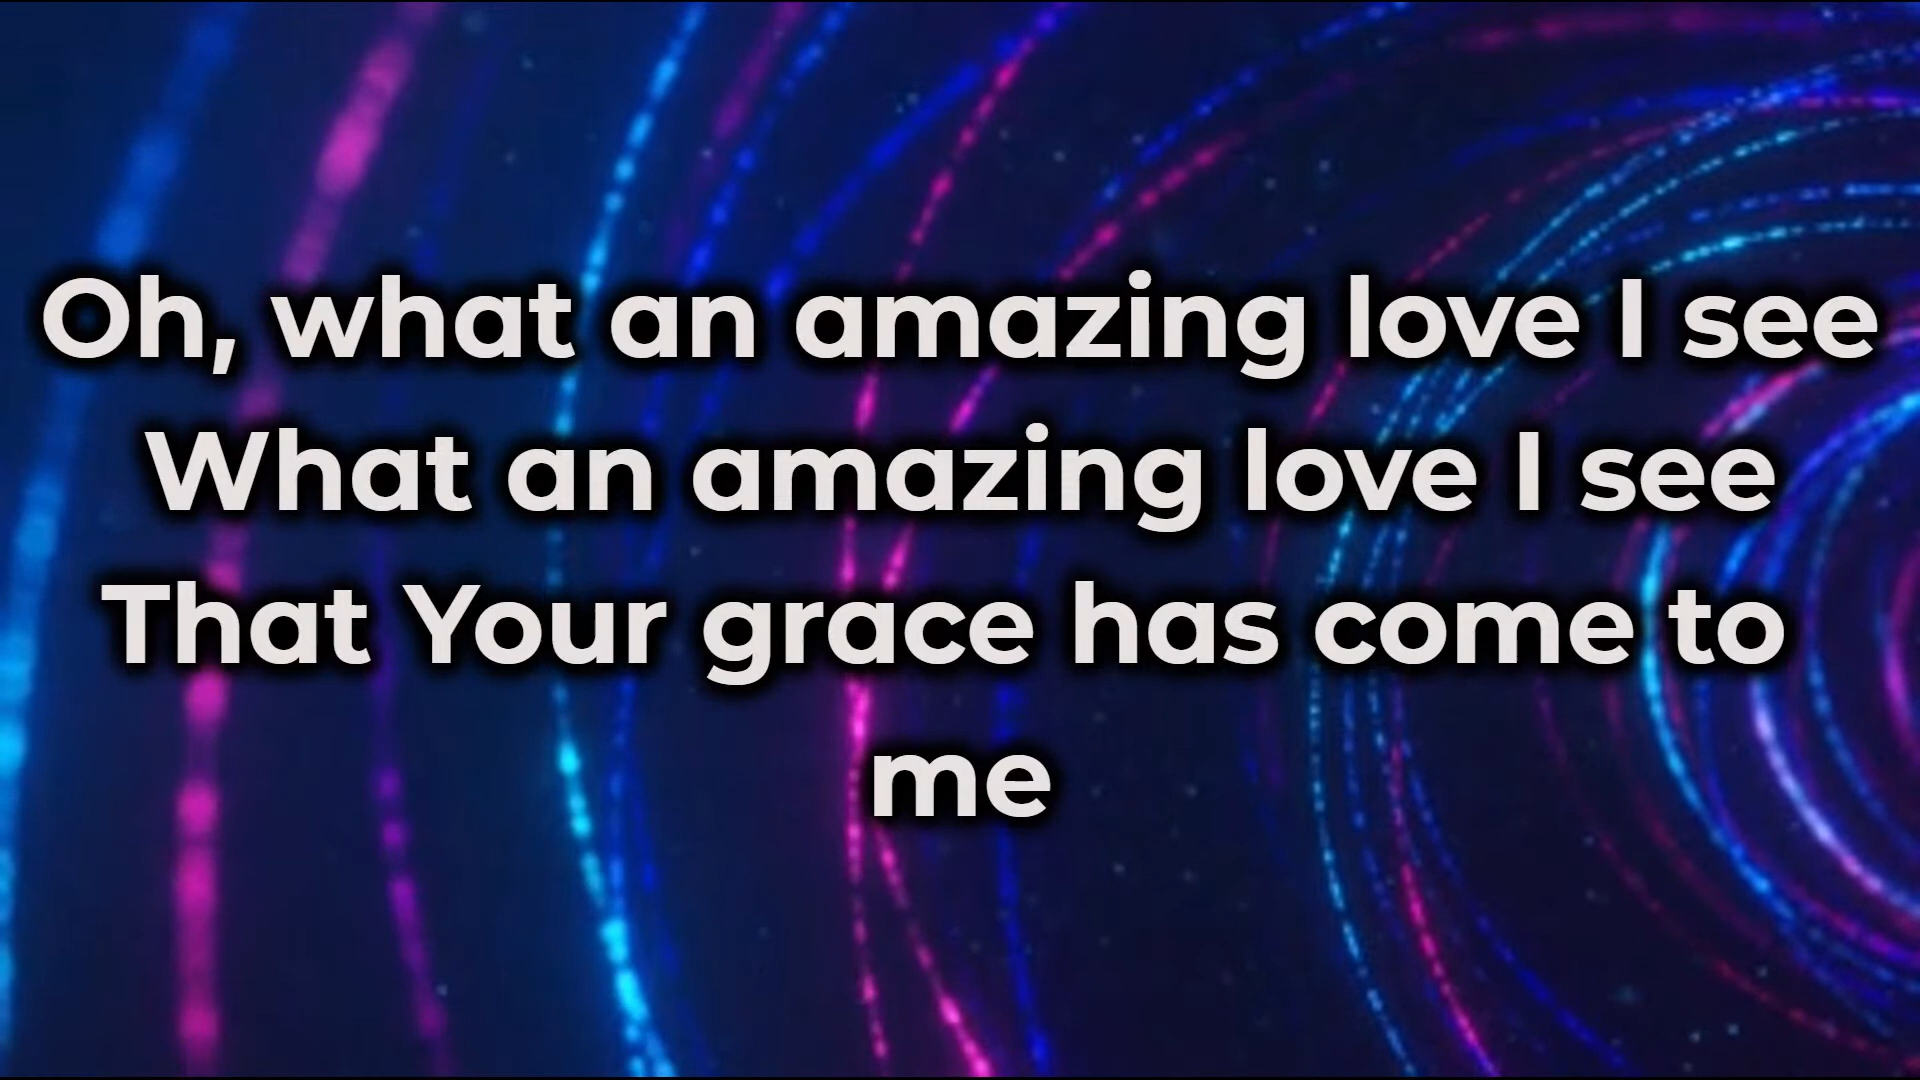 Oh, what an amazing love I see
What an amazing love I see
That Your grace has come to
me